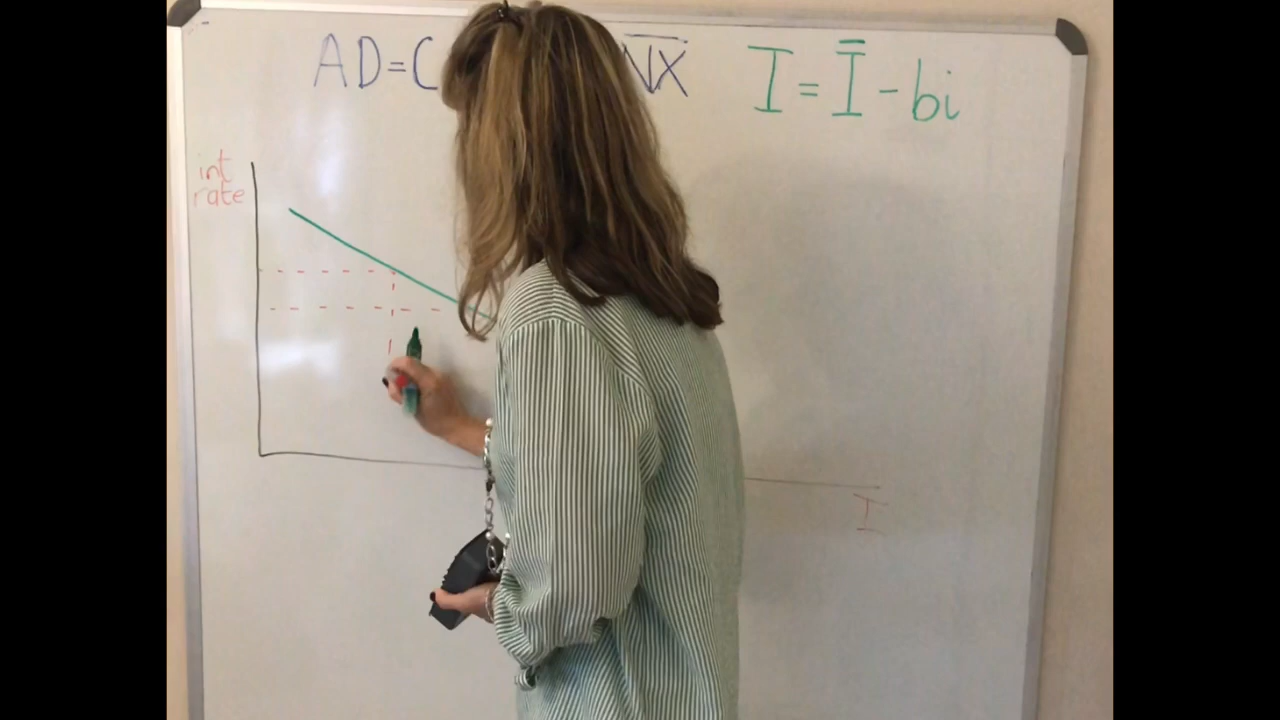 AD = C NX̅
I = I̅ - bi
int
rate
I